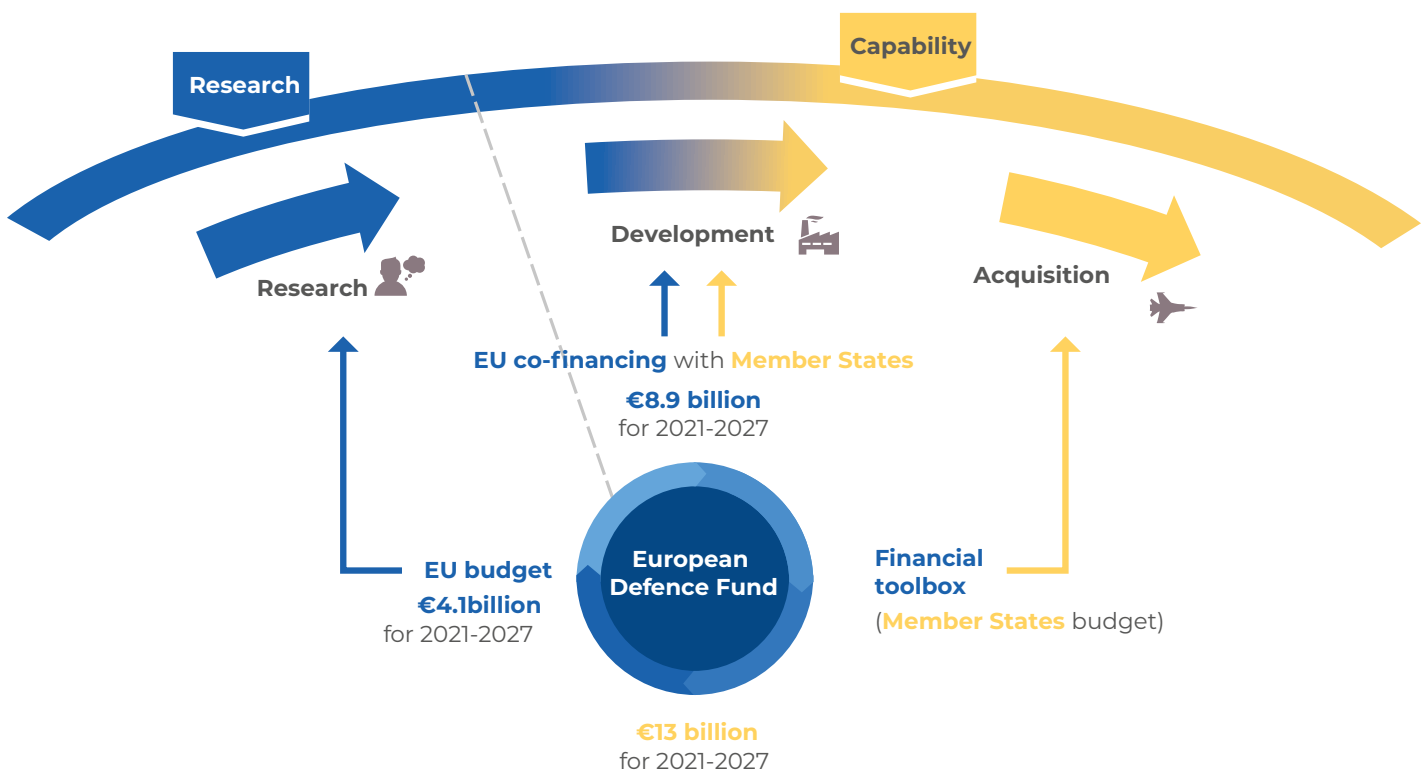 Research
Capability
Research
Development
Acquisition
EU co-financing with Member States
€8.9 billion
for 2021-2027
EU budget
€4.1billion
for 2021-2027
European
Defence Fund
Financial
toolbox
(Member States budget)
€13 billion
for 2021-2027